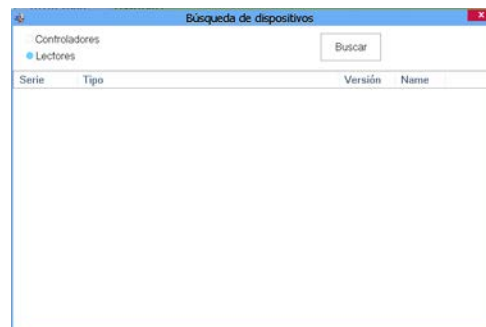 Búsqueda de dispositivos
Controladores
Lectores
Buscar
Serie Tipo Versión Name